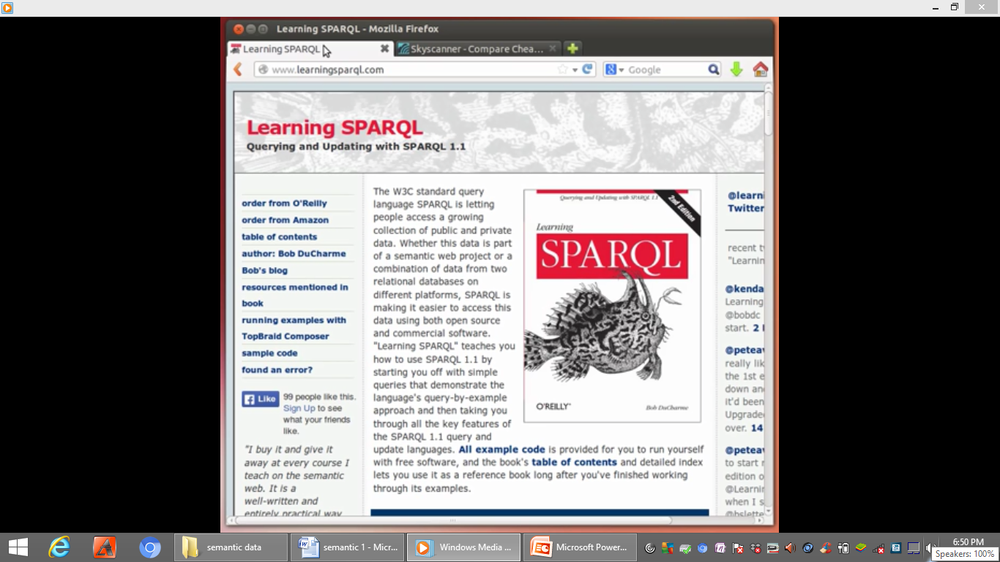 Learning SPARQL - Mozilla Firefox
Learning SPARQL
Skyscanner - Compare Chea...
www.learningsparql.com
Google
Learning SPARQL
Querying and Updating with SPARQL 1.1
order from O'Reilly
order from Amazon
table of contents
author: Bob DuCharme
Bob's blog
resources mentioned in
book
running examples with
TopBraid Composer
sample code
found an error?
Like
99 people like this.
Sign Up to see
what your friends
like.
"I buy it and give it
away at every course I
teach on the semantic
web. It is a
well-written and
entirely practical way
The W3C standard query
language SPARQL is letting
people access a growing
collection of public and private
data. Whether this data is part
of a semantic web project or a
combination of data from two
relational databases on
different platforms, SPARQL is
making it easier to access this
data using both open source
and commercial software.
"Learning SPARQL" teaches you
how to use SPARQL 1.1 by
starting you off with simple
queries that demonstrate the
language's query-by-example
approach and then taking you
through all the key features of
the SPARQL 1.1 query and
update languages. All example code is provided for you to run yourself
with free software, and the book's table of contents and detailed index
lets you use it as a reference book long after you've finished working
through its examples.
Querying and Updating with SPARQL 1.1
2nd Edition
Learning
SPARQL
O'REILLY
Bob DuCharme
@learni
Twitter
recent tw
"Learnin
@kenda
Learning
@bobdc
start. 2
@peteav
really lik
the 1st e
down an
it'd been
Upgrade
over. 14
@peteav
to start r
edition o
@Learnin
when I s
@bslette
semantic data
semantic 1 - Micr...
Windows Media ...
Microsoft Power...
6:50 PM
Speakers: 100%